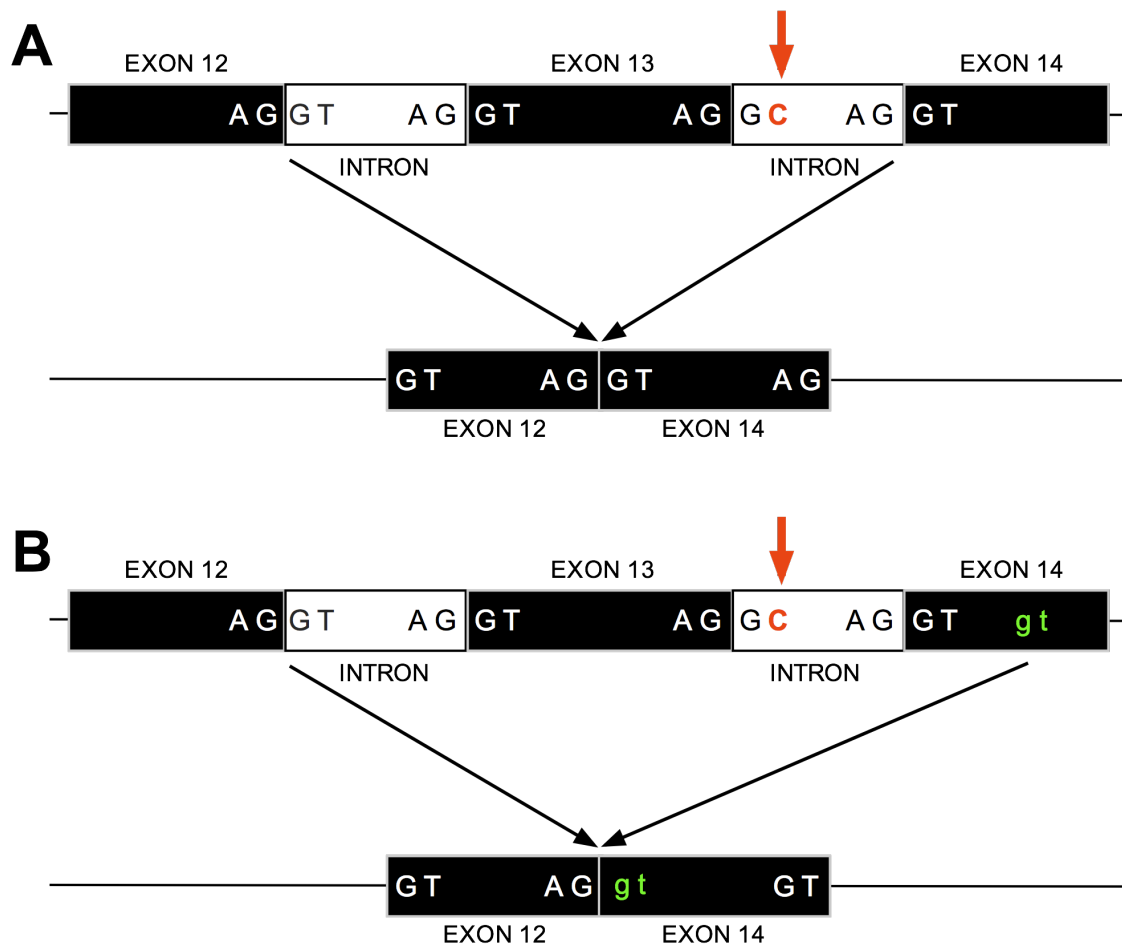 A
EXON 12 EXON 13 EXON 14
AG GT AG GT AG GC AG GT
INTRON INTRON
GT AG GT AG
EXON 12 EXON 14
B
EXON 12 EXON 13 EXON 14
AG GT AG GT AG GC AG GT gt
INTRON INTRON
GT AG gt GT
EXON 12 EXON 14